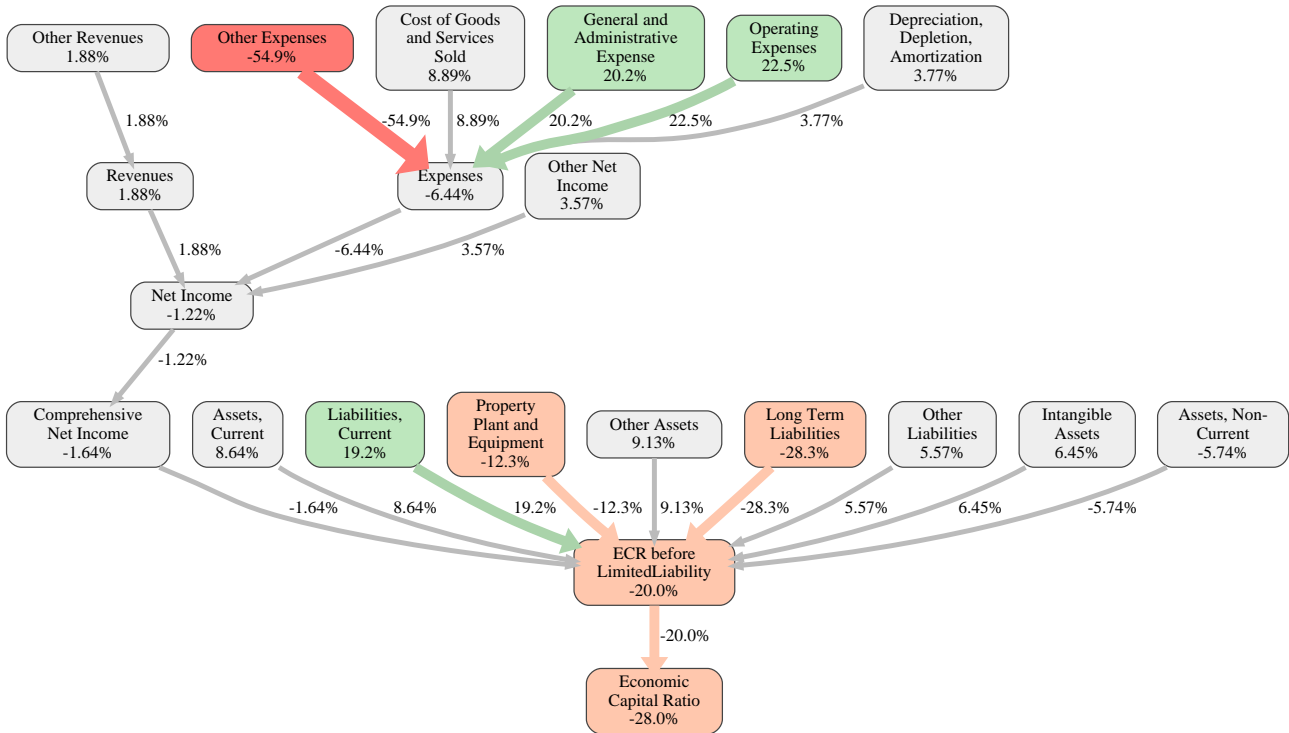 Other Revenues
1.88%
Other Expenses
-54.9%
Cost of Goods
and Services
Sold
8.89%
General and
Administrative
Expense
20.2%
Operating
Expenses
22.5%
Depreciation,
Depletion,
Amortization
3.77%
1.88%
-54.9%
8.89%
20.2%
22.5%
3.77%
Revenues
1.88%
Expenses
-6.44%
Other Net
Income
3.57%
1.88%
-6.44%
3.57%
Net Income
-1.22%
-1.22%
Comprehensive
Net Income
-1.64%
Assets,
Current
8.64%
Liabilities,
Current
19.2%
Property
Plant and
Equipment
-12.3%
Other Assets
9.13%
Long Term
Liabilities
-28.3%
Other
Liabilities
5.57%
Intangible
Assets
6.45%
Assets, Non-
Current
-5.74%
-1.64%
8.64%
19.2%
-12.3%
9.13%
-28.3%
5.57%
6.45%
-5.74%
ECR before
LimitedLiability
-20.0%
-20.0%
Economic
Capital Ratio
-28.0%